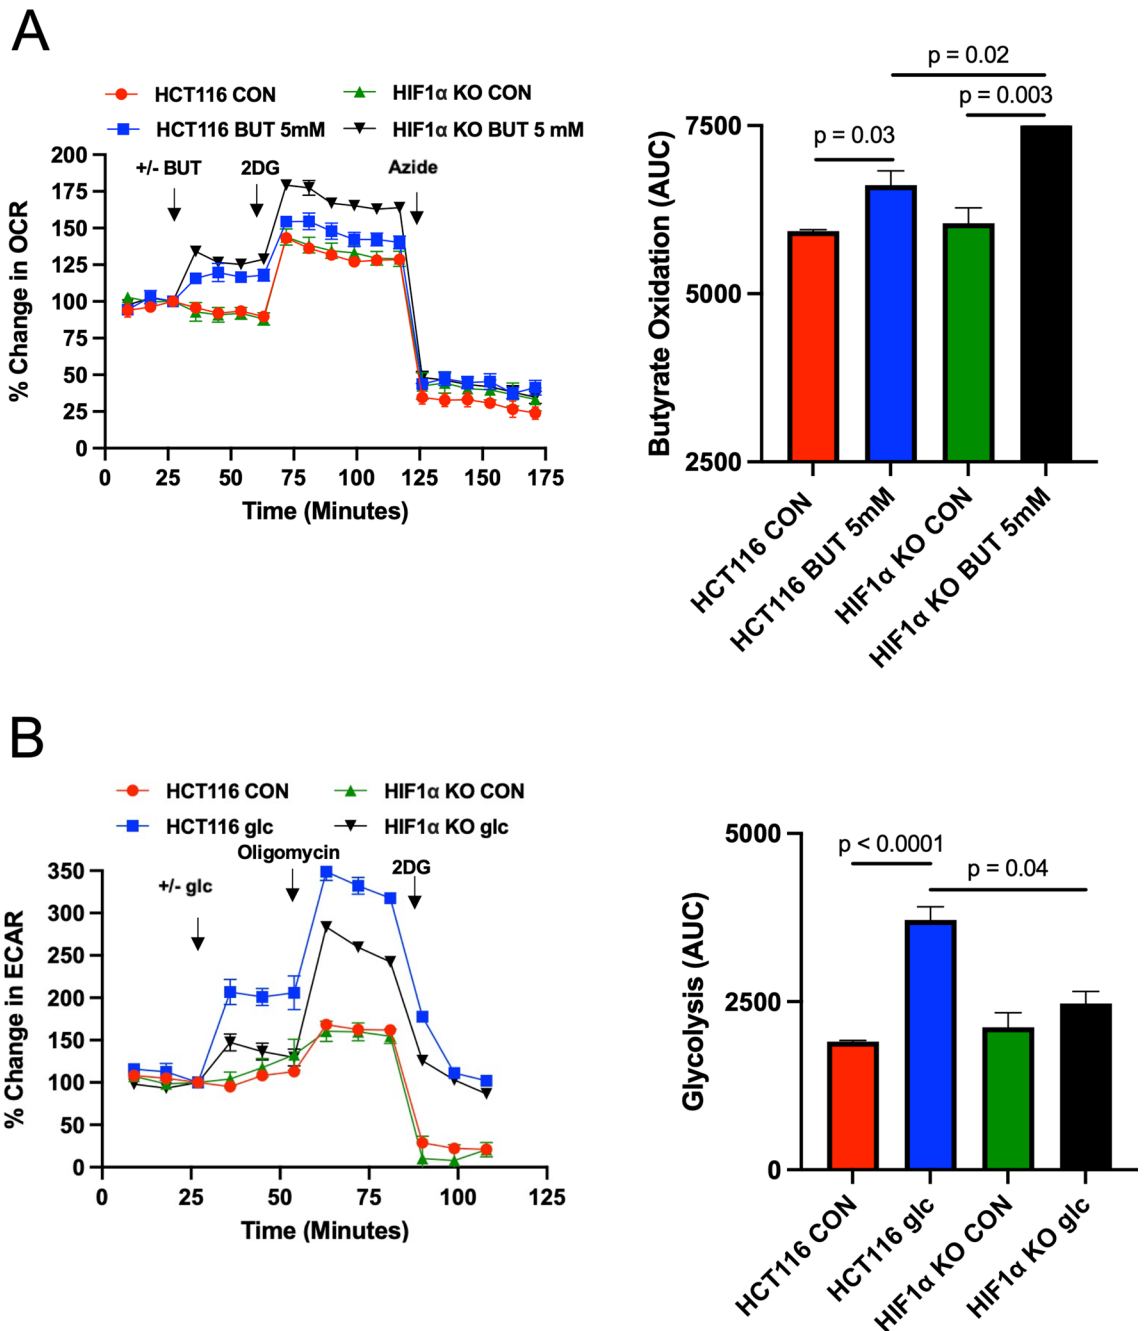 A
HCT116 CON
HIF1α KO CON
HCT116 BUT 5mM
HIF1α KO BUT 5 mM
+/- BUT
2DG
Azide
% Change in OCR
200
175
150
125
100
75
50
25
0
0 25 50 75 100 125 150 175
Time (Minutes)
p = 0.02
p = 0.003
p = 0.03
Butyrate Oxidation (AUC)
7500
5000
2500
HCT116 CON
HCT116 BUT 5mM
HIF1α KO CON
HIF1α KO BUT 5mM
B
HCT116 CON
HIF1α KO CON
HCT116 glc
HIF1α KO glc
+/- glc
Oligomycin
2DG
% Change in ECAR
350
300
250
200
150
100
50
0
0 25 50 75 100 125
Time (Minutes)
p < 0.0001
p = 0.04
Glycolysis (AUC)
5000
2500
0
HCT116 CON
HCT116 glc
HIF1α KO CON
HIF1α KO glc